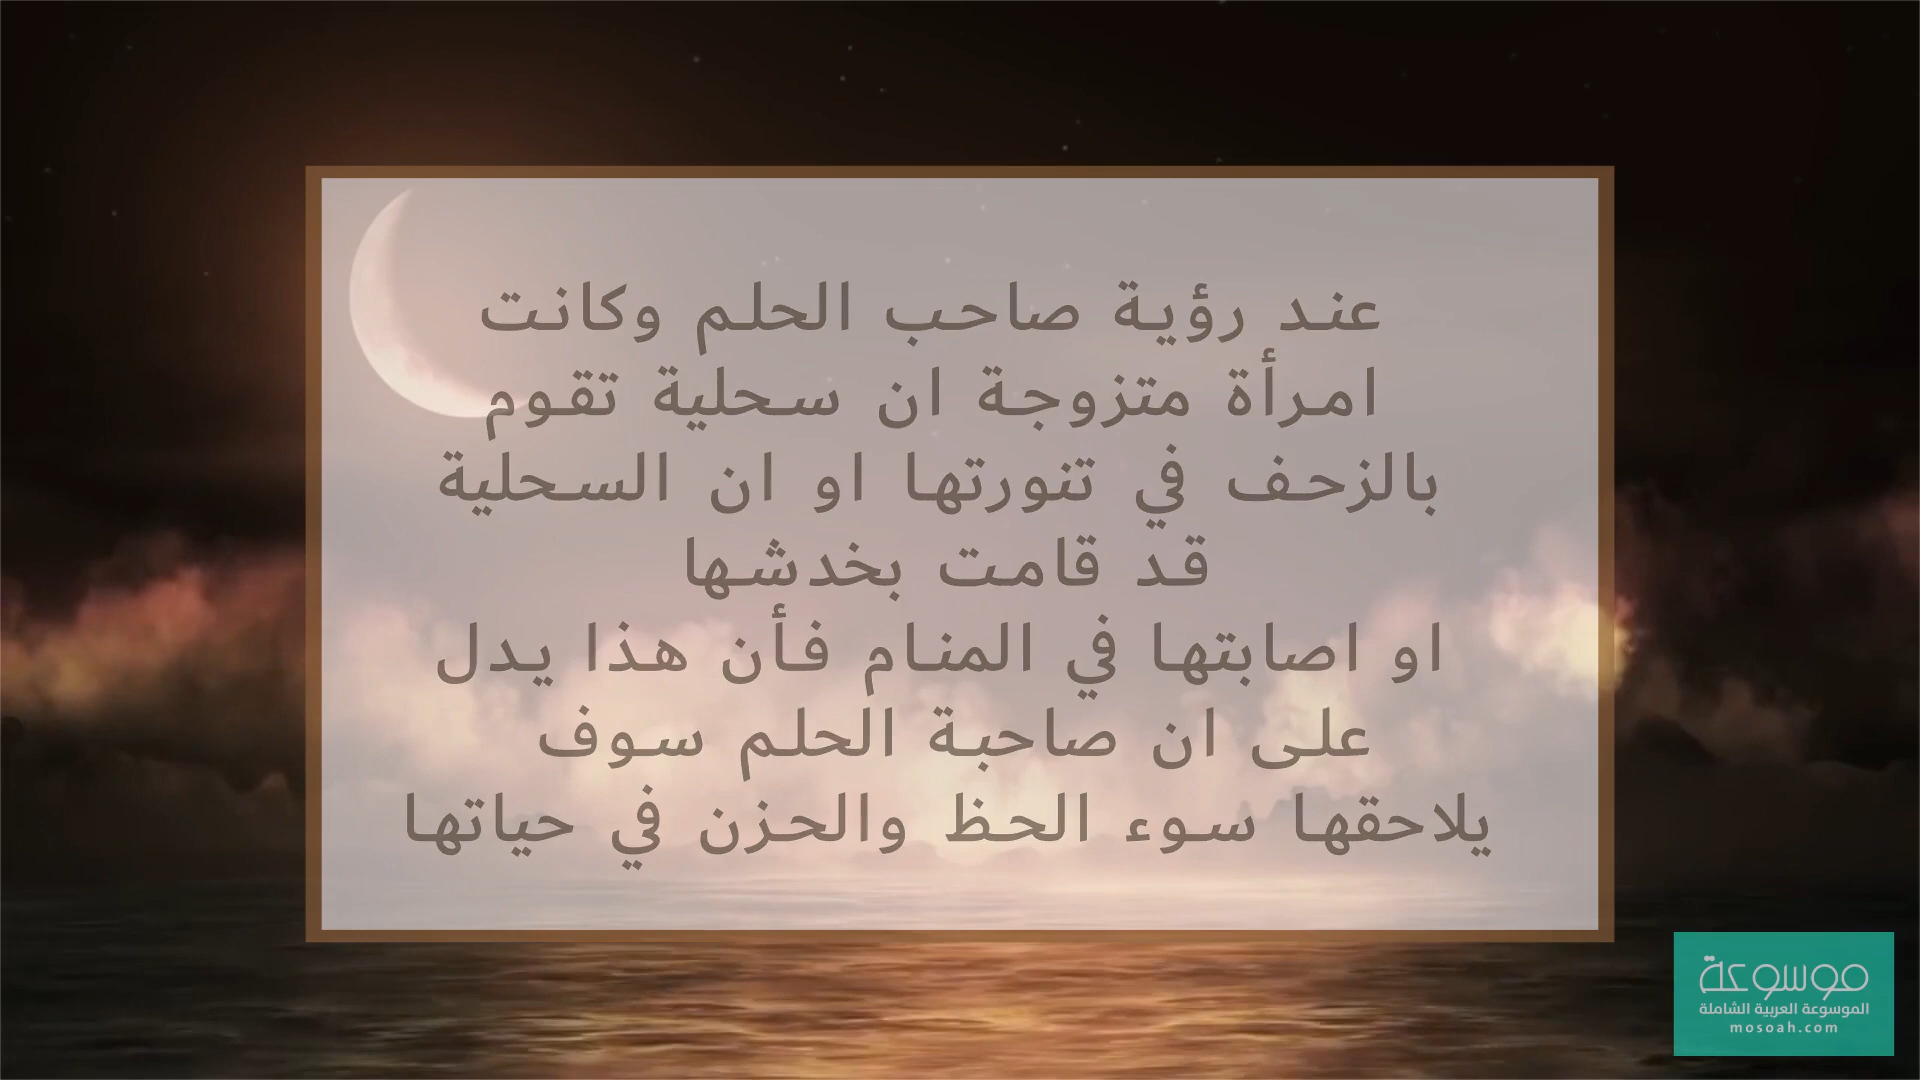 عند رؤية صاحب الحلم وكانت
امرأة متزوجة ان سحلية تقوم
بالزحف في تنورتها او ان السحلية
قد قامت بخدشها
او اصابتها في المنام فأن هذا يدل
على ان صاحبة الحلم سوف
يلاحقها سوء الحظ والحزن في حياتها
موسوعة
الموسوعة العربية الشاملة
mosoah.com